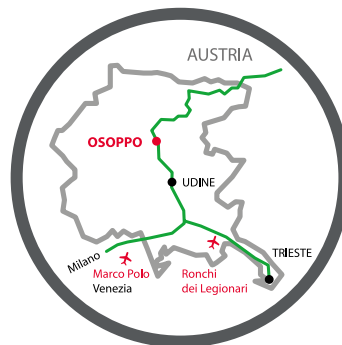 AUSTRIA
OSOPPO
UDINE
TRIESTE
Milano
Marco Polo
Venezia
Ronchi
dei Legionari